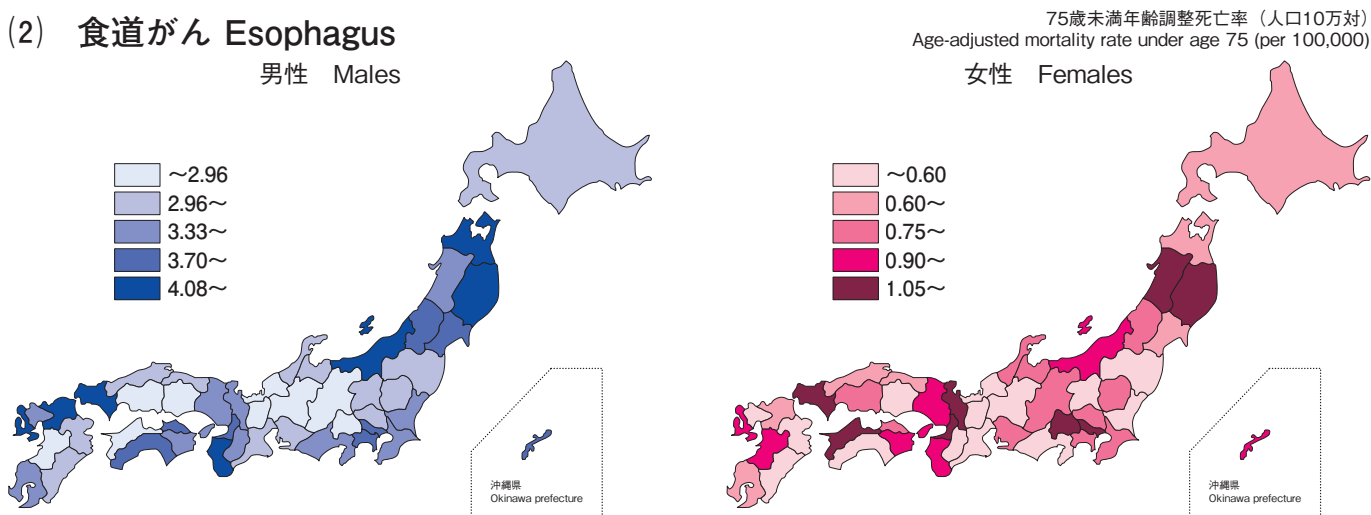 (2) 食道がん Esophagus
75歳未満年齢調整死亡率（人口10万対）
Age-adjusted mortality rate under age 75 (per 100,000)
男性 Males
～2.96
2.96～
3.33～
3.70～
4.08～
沖縄県
Okinawa prefecture
女性 Females
～0.60
0.60～
0.75～
0.90～
1.05～
沖縄県
Okinawa prefecture